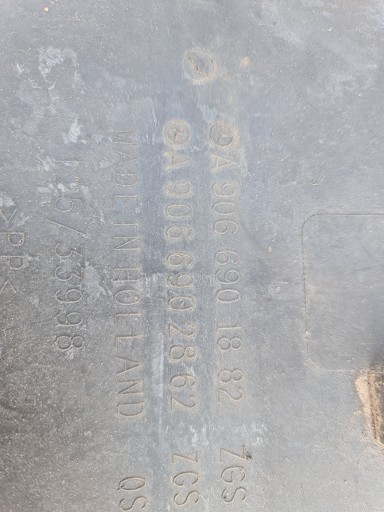 A 906 690 18 82 ZGS
A 906 690 28 62 ZGS
MADE IN HOLLAND QS
>PP<